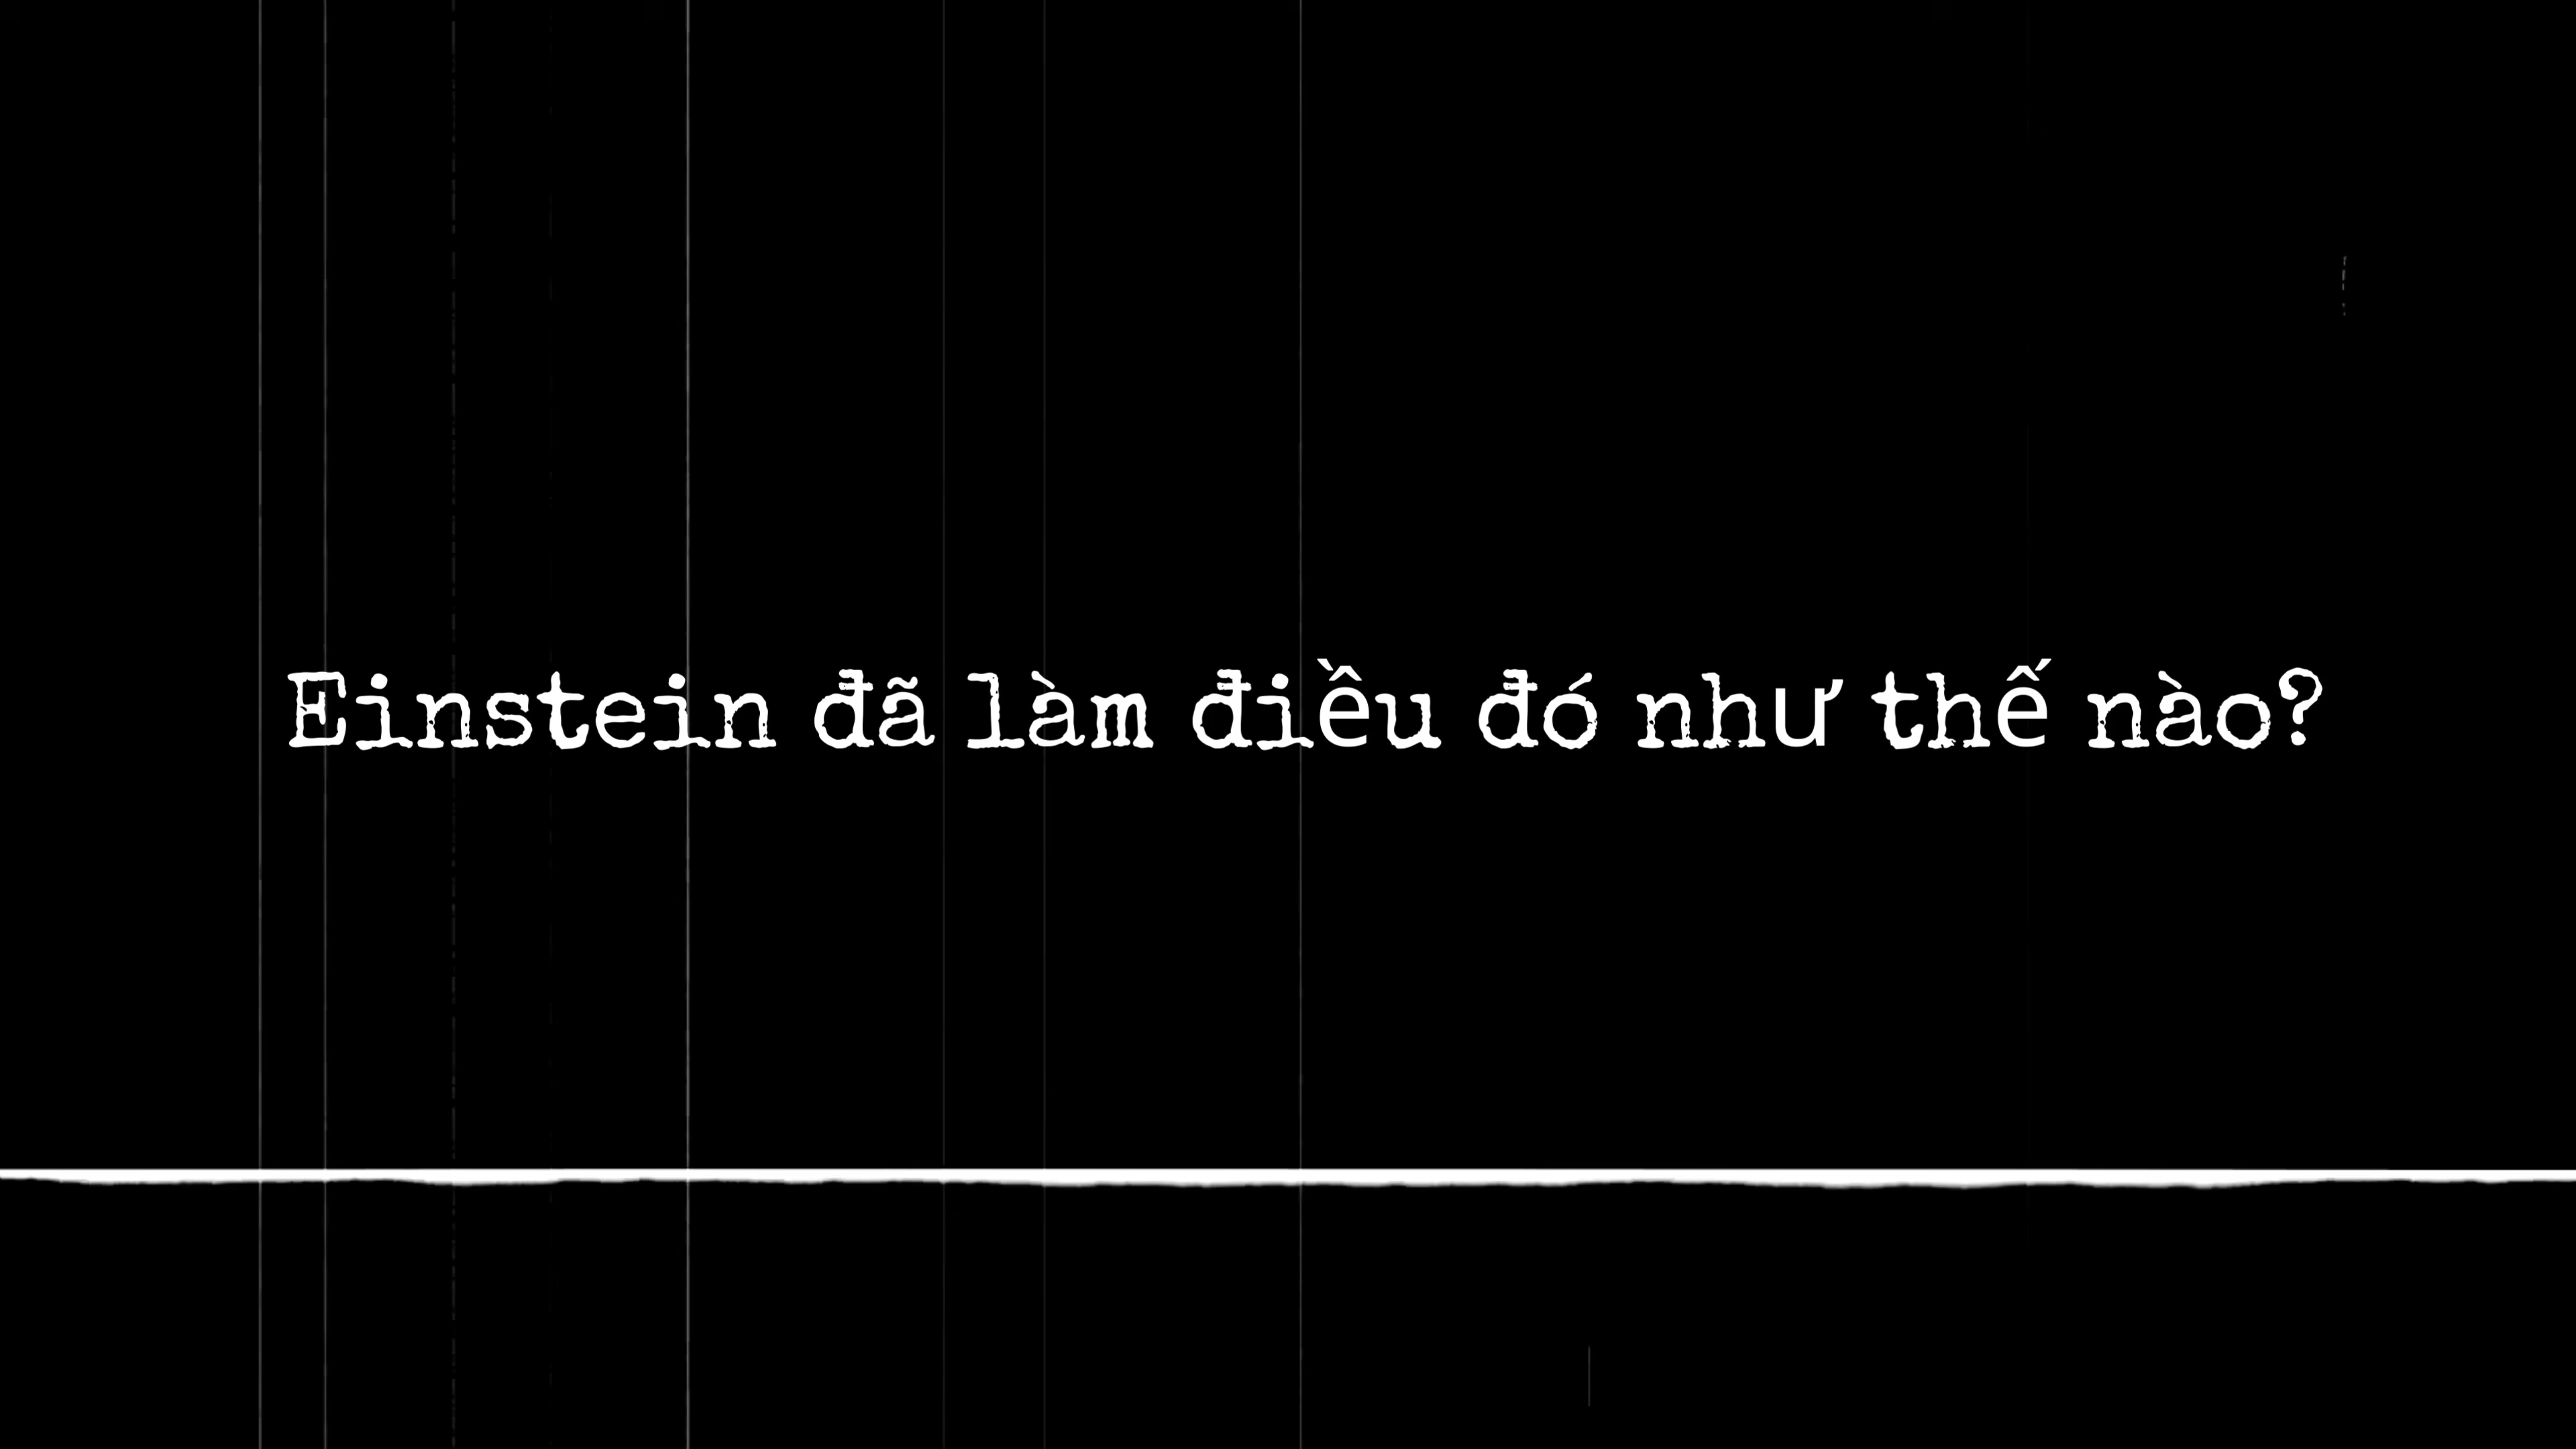 Einstein đã làm điều đó như thế nào?